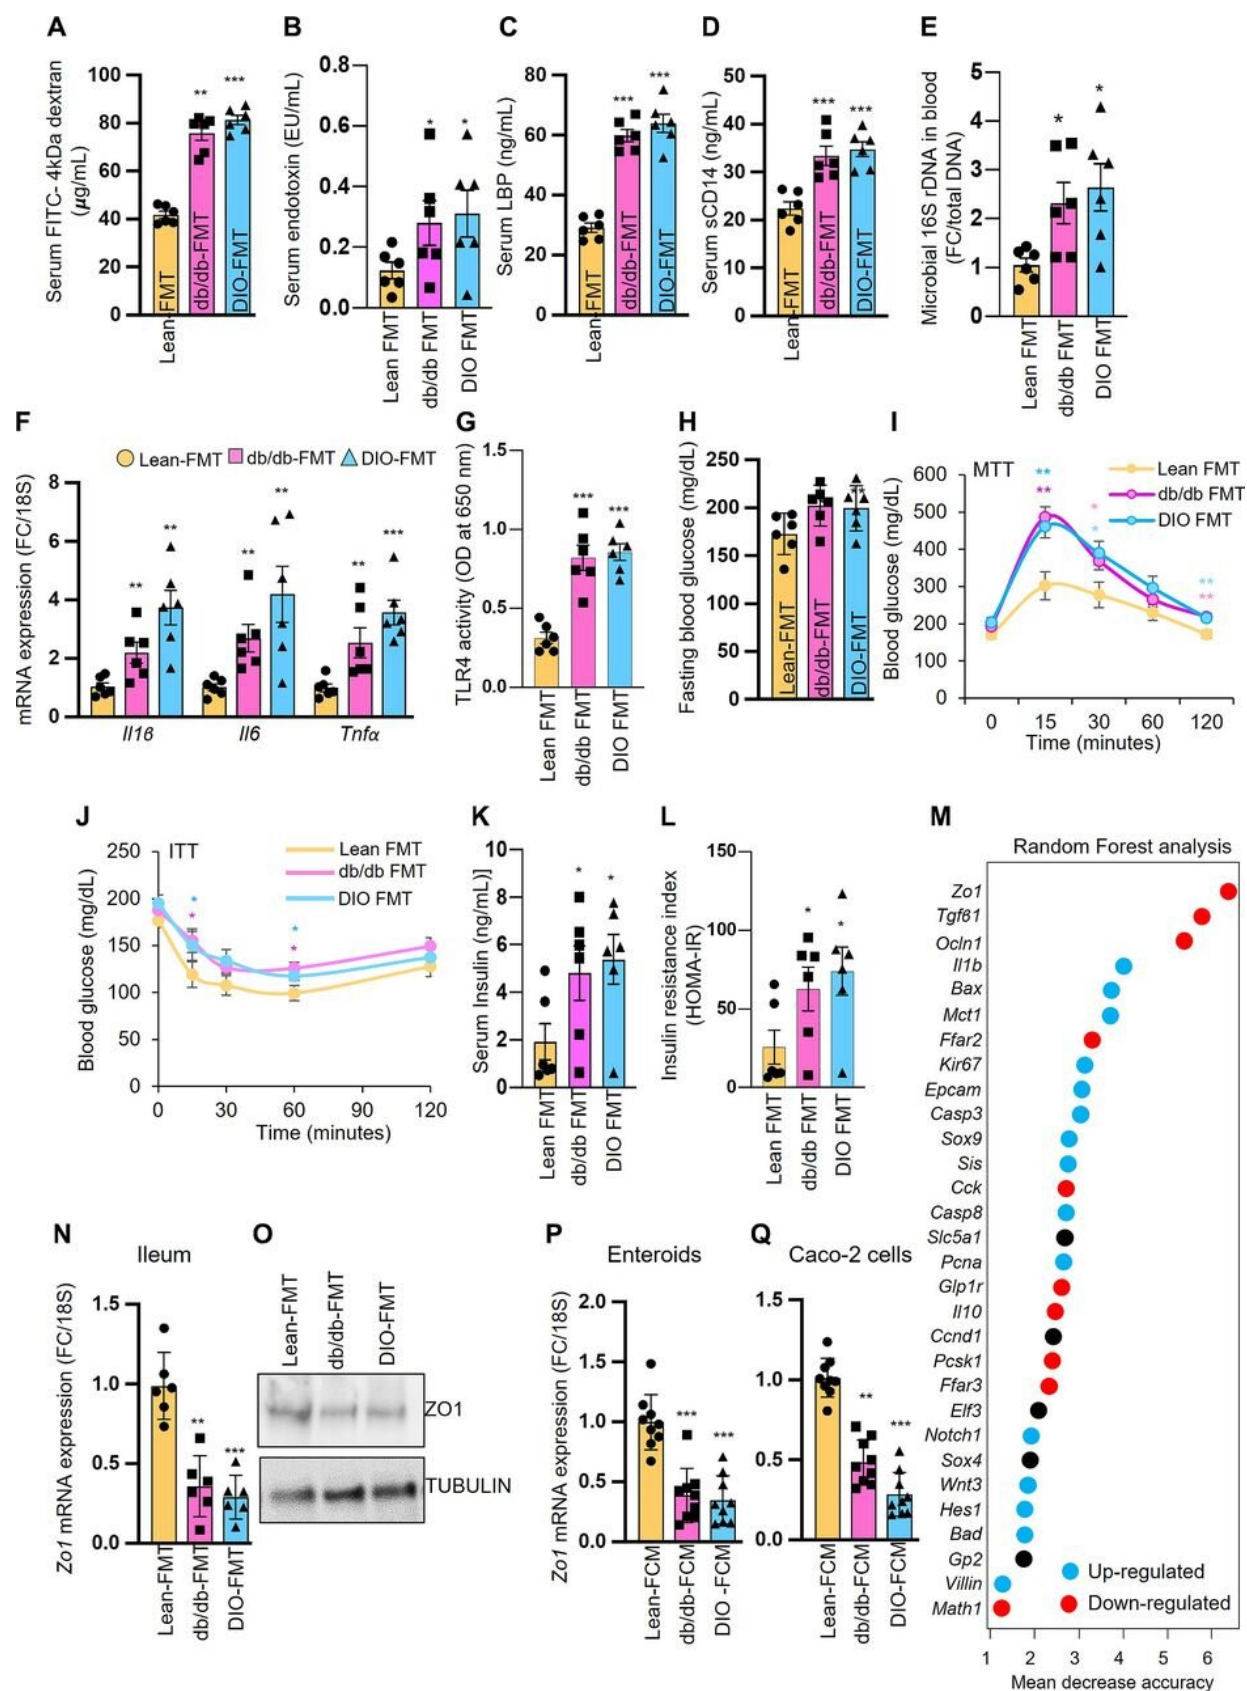 A
Serum FITC- 4kDa dextran
(µg/mL)
100
80
60
40
20
0
**
***
Lean-FMT
db/db-FMT
DIO-FMT
B
Serum endotoxin (EU/mL)
0.8
0.6
0.4
0.2
0.0
*
*
Lean FMT
db/db FMT
DIO FMT
C
Serum LBP (ng/mL)
80
60
40
20
0
***
***
Lean-FMT
db/db-FMT
DIO-FMT
D
Serum sCD14 (ng/mL)
50
40
30
20
10
0
***
***
Lean-FMT
db/db-FMT
DIO-FMT
E
Microbial 16S rDNA in blood
(FC/total DNA)
5
4
3
2
1
0
*
*
Lean FMT
db/db FMT
DIO FMT
F
Lean-FMT
db/db-FMT
DIO-FMT
mRNA expression (FC/18S)
8
6
4
2
0
**
**
**
**
**
***
Il1β
Il6
Tnfα
G
TLR4 activity (OD at 650 nm)
1.5
1.0
0.5
0.0
***
***
Lean FMT
db/db FMT
DIO FMT
H
Fasting blood glucose (mg/dL)
250
200
150
100
50
0
**
Lean-FMT
db/db-FMT
DIO-FMT
I
MTT
Lean FMT
db/db FMT
DIO FMT
Blood glucose (mg/dL)
600
500
400
300
200
100
0
**
**
*
*
**
**
0 15 30 60 120
Time (minutes)
J
ITT
Lean FMT
db/db FMT
DIO FMT
Blood glucose (mg/dL)
250
200
150
100
50
0
*
*
*
*
0 30 60 90 120
Time (minutes)
K
Serum Insulin (ng/mL)]
10
8
6
4
2
0
*
*
Lean FMT
db/db FMT
DIO FMT
L
Insulin resistance index
(HOMA-IR)
150
100
50
0
*
*
Lean FMT
db/db FMT
DIO FMT
M
Random Forest analysis
Zo1
Tgfβ1
Ocln1
Il1b
Bax
Mct1
Ffar2
Kir67
Epcam
Casp3
Sox9
Sis
Cck
Casp8
Slc5a1
Pcna
Glp1r
Il10
Ccnd1
Pcsk1
Ffar3
Elf3
Notch1
Sox4
Wnt3
Hes1
Bad
Gp2
Villin
Math1
Up-regulated
Down-regulated
1 2 3 4 5 6
Mean decrease accuracy
N
Ileum
Zo1 mRNA expression (FC/18S)
1.5
1.0
0.5
0.0
**
***
Lean-FMT
db/db-FMT
DIO-FMT
O
Lean-FMT
db/db-FMT
DIO-FMT
ZO1
TUBULIN
P
Enteroids
Zo1 mRNA expression (FC/18S)
2.0
1.5
1.0
0.5
0.0
***
***
Lean-FCM
db/db-FCM
DIO -FCM
Q
Caco-2 cells
1.5
1.0
0.5
0.0
**
***
Lean-FCM
db/db-FCM
DIO-FCM